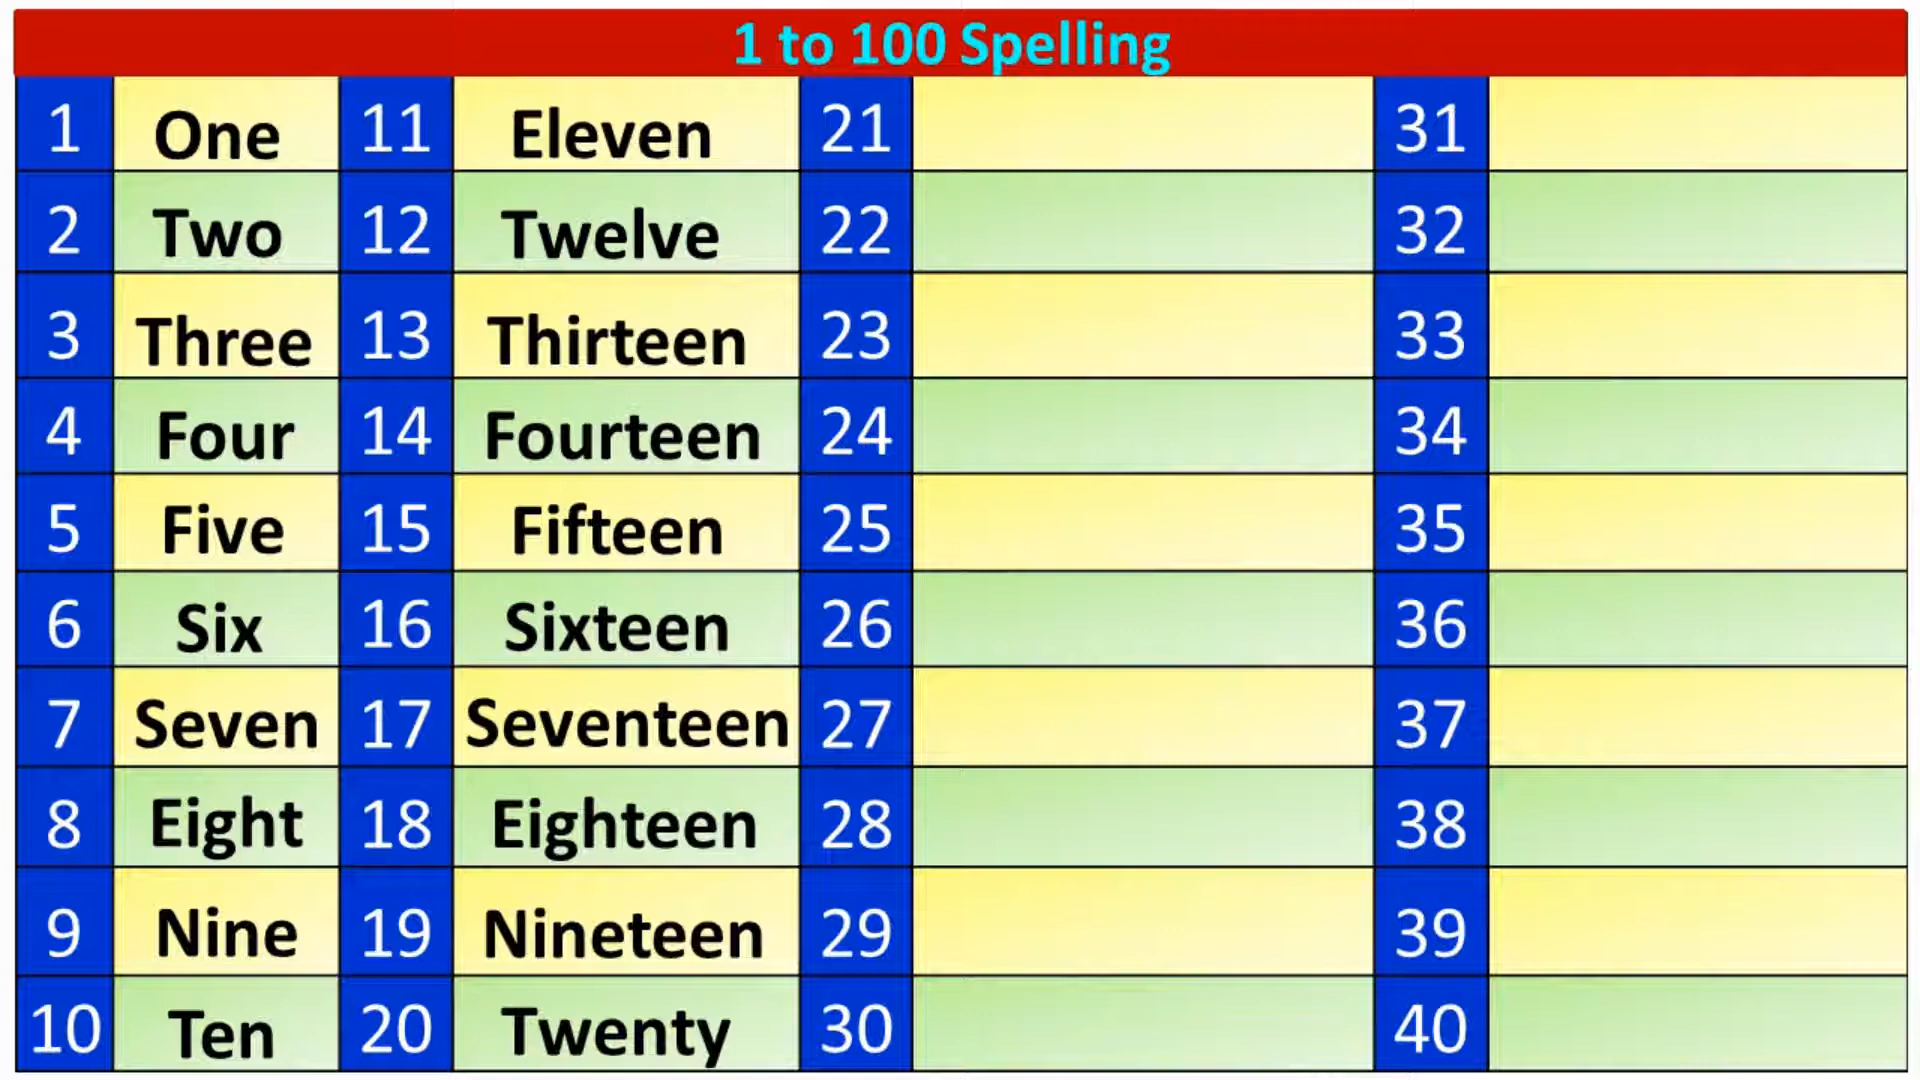 1 to 100 Spelling
1 One 11 Eleven 21 31
2 Two 12 Twelve 22 32
3 Three 13 Thirteen 23 33
4 Four 14 Fourteen 24 34
5 Five 15 Fifteen 25 35
6 Six 16 Sixteen 26 36
7 Seven 17 Seventeen 27 37
8 Eight 18 Eighteen 28 38
9 Nine 19 Nineteen 29 39
10 Ten 20 Twenty 30 40